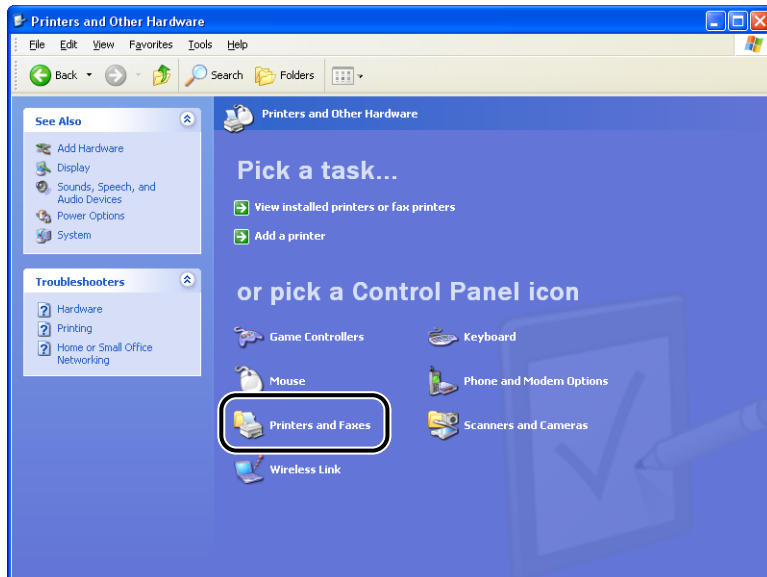 Printers and Other Hardware
File Edit View Favorites Tools Help
Back Search Folders
See Also
Add Hardware
Display
Sounds, Speech, and
Audio Devices
Power Options
System
Troubleshooters
Hardware
Printing
Home or Small Office
Networking
Printers and Other Hardware
Pick a task...
View installed printers or fax printers
Add a printer
or pick a Control Panel icon
Game Controllers
Keyboard
Mouse
Phone and Modem Options
Printers and Faxes
Scanners and Cameras
Wireless Link